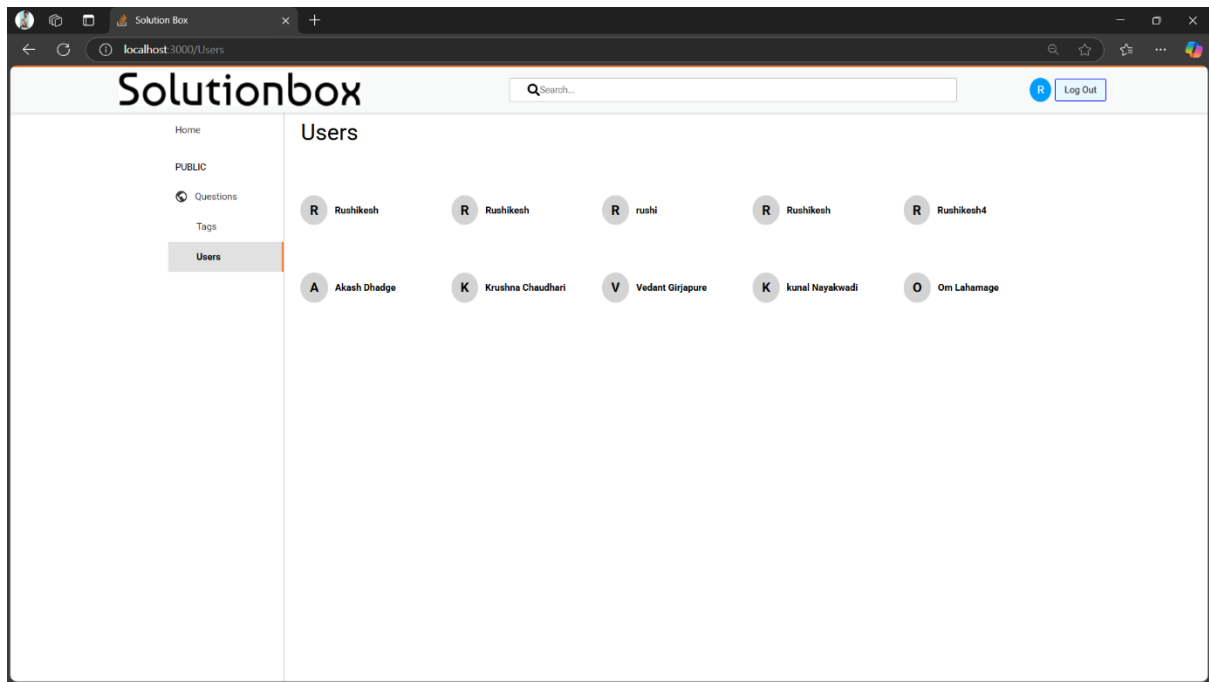 Solution Box
localhost:3000/Users
Solutionbox
Search...
R
Log Out
Home
PUBLIC
Questions
Tags
Users
Users
R Rushikesh
R Rushikesh
R rushi
R Rushikesh
R Rushikesh4
A Akash Dhadge
K Krushna Chaudhari
V Vedant Girjapure
K kunal Nayakwadi
O Om Lahamage